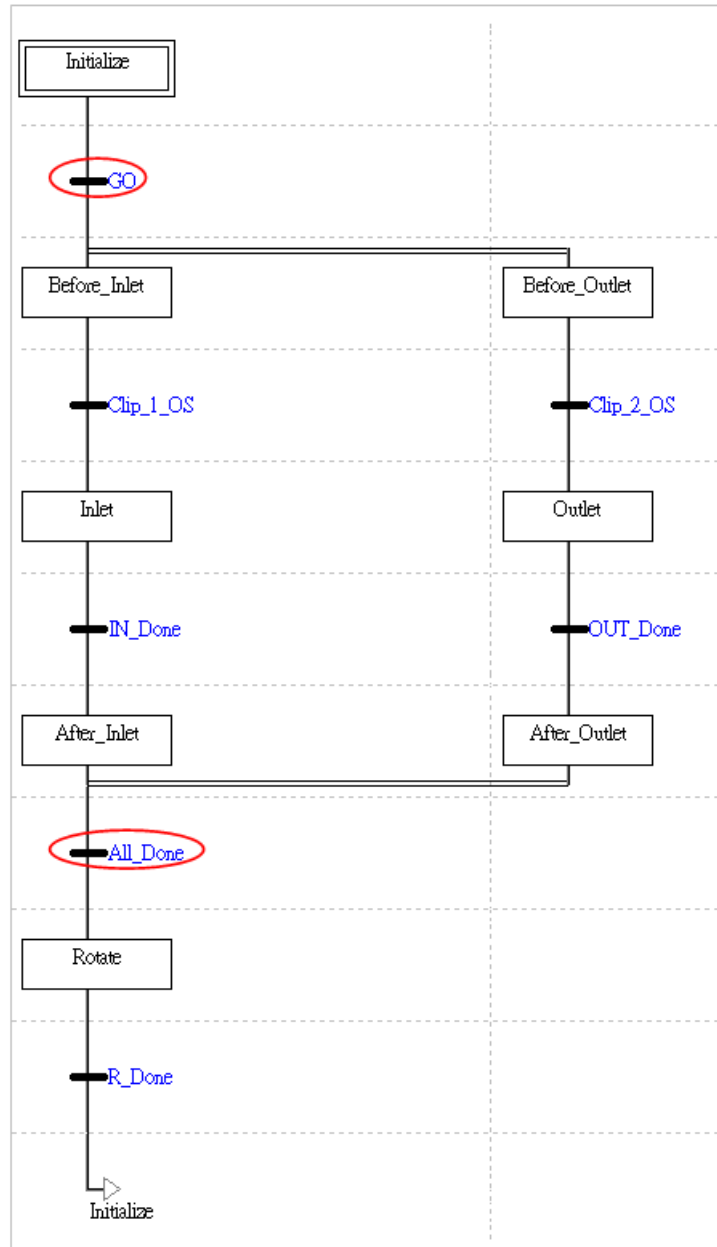 Initialize
GO
Before_Inlet
Before_Outlet
Clip_1_OS
Clip_2_OS
Inlet
Outlet
IN_Done
OUT_Done
After_Inlet
After_Outlet
All_Done
Rotate
R_Done
Initialize